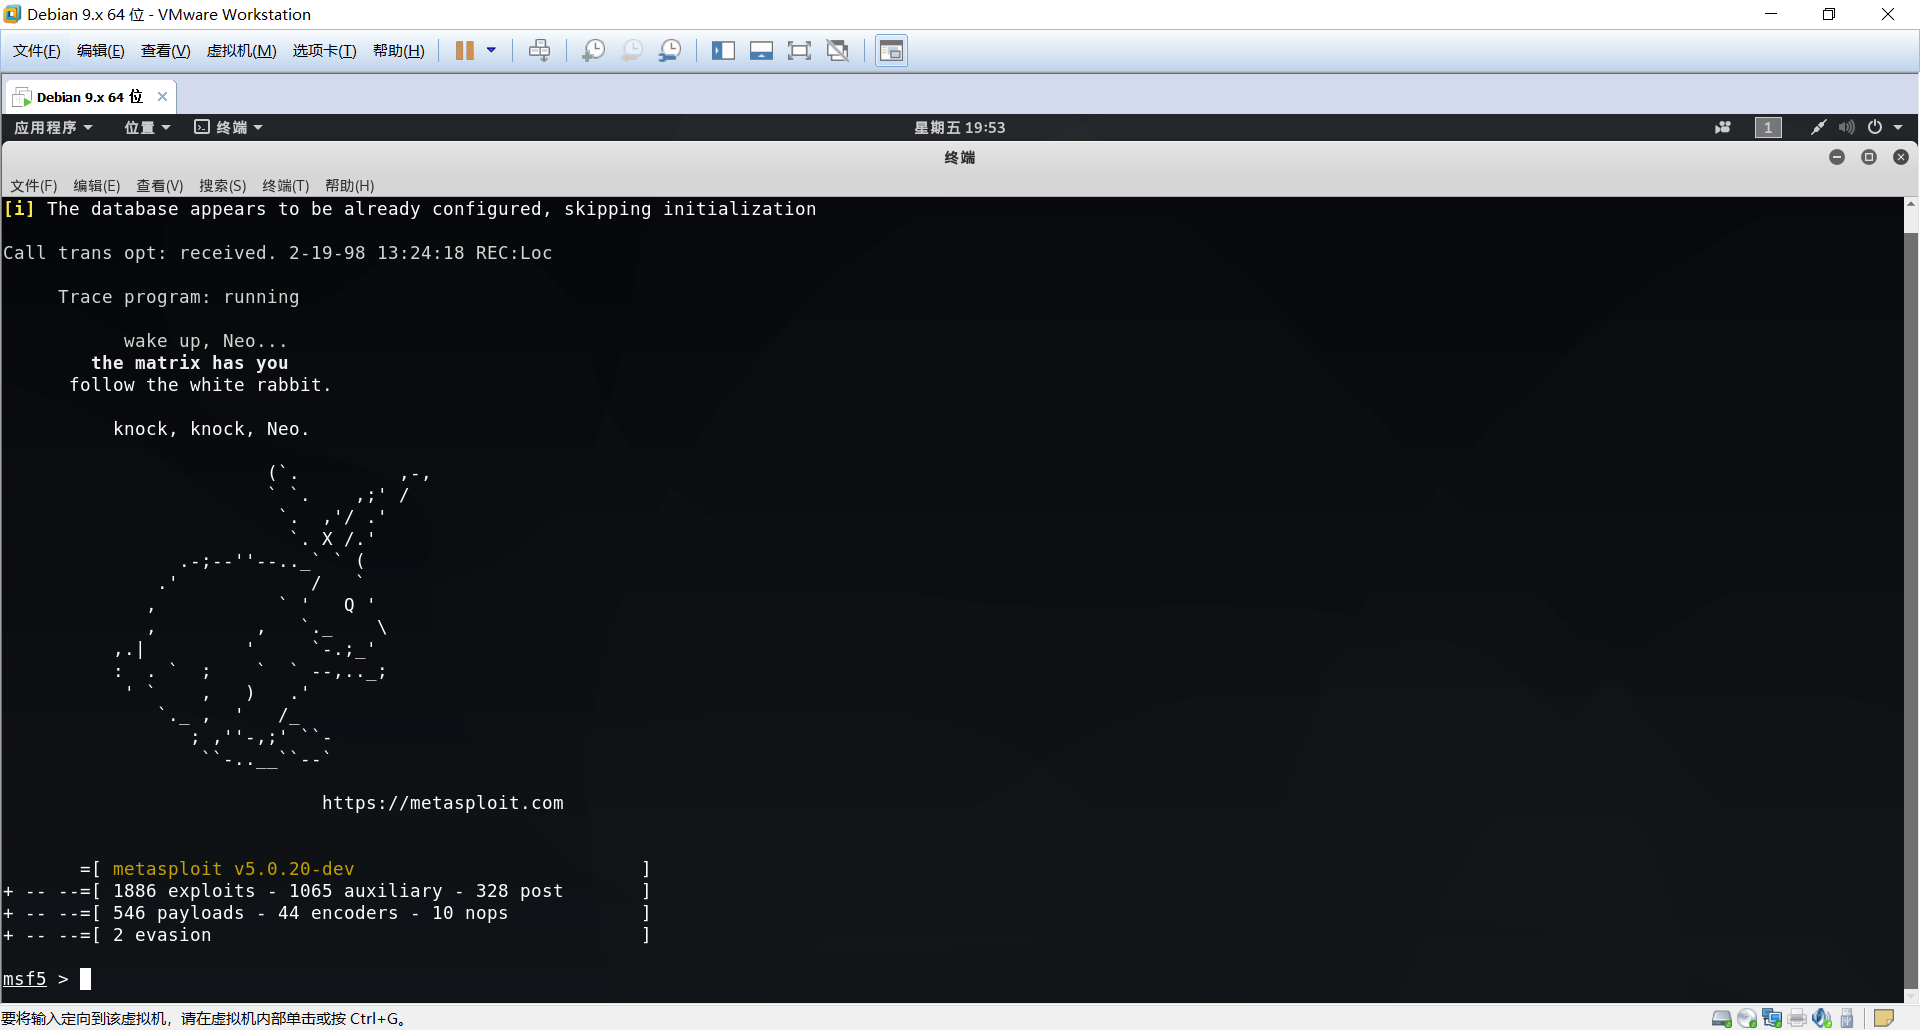 Debian 9.x 64 位 - VMware Workstation
文件(F) 编辑(E) 查看(V) 虚拟机(M) 选项卡(T) 帮助(H)
Debian 9.x 64 位
应用程序 位置 终端 星期五 19:53 1
终端
文件(F) 编辑(E) 查看(V) 搜索(S) 终端(T) 帮助(H)
[i] The database appears to be already configured, skipping initialization
Call trans opt: received. 2-19-98 13:24:18 REC:Loc
Trace program: running
wake up, Neo...
the matrix has you
follow the white rabbit.
knock, knock, Neo.
https://metasploit.com
=[ metasploit v5.0.20-dev ]
+ -- --=[ 1886 exploits - 1065 auxiliary - 328 post ]
+ -- --=[ 546 payloads - 44 encoders - 10 nops ]
+ -- --=[ 2 evasion ]
msf5 >
要将输入定向到该虚拟机，请在虚拟机内部单击或按 Ctrl+G。